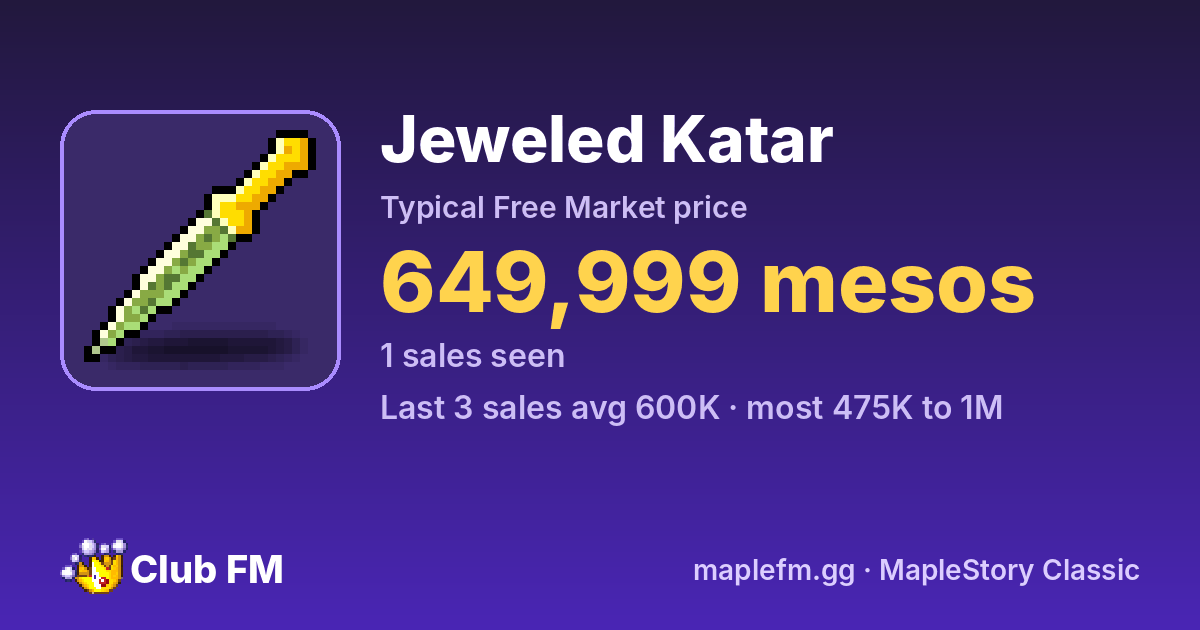 Jeweled Katar
Typical Free Market price
649,999 mesos
1 sales seen
Last 3 sales avg 600K · most 475K to 1M
Club FM
maplefm.gg · MapleStory Classic